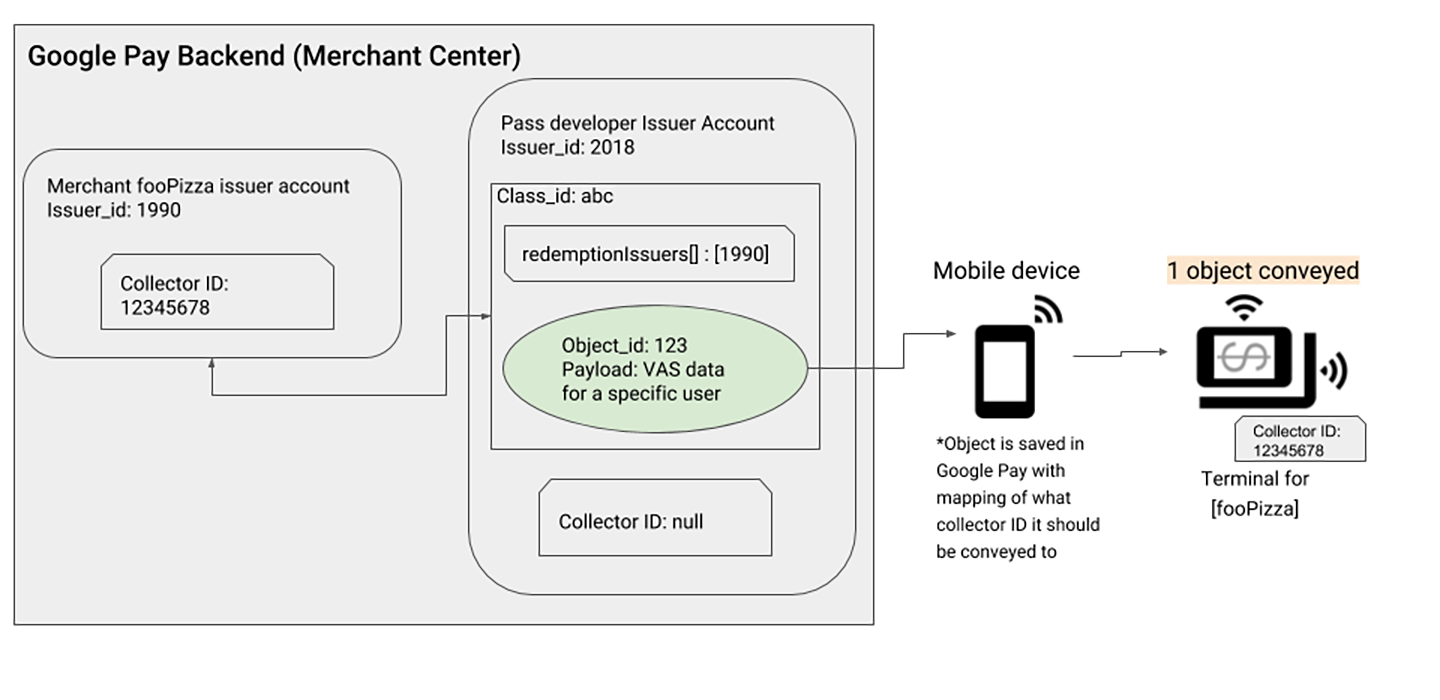 Google Pay Backend (Merchant Center)
Merchant fooPizza issuer account
Issuer_id: 1990
Collector ID:
12345678
Pass developer Issuer Account
Issuer_id: 2018
Class_id: abc
redemptionIssuers[] : [1990]
Object_id: 123
Payload: VAS data
for a specific user
Collector ID: null
Mobile device
*Object is saved in
Google Pay with
mapping of what
collector ID it should
be conveyed to
1 object conveyed
Collector ID:
12345678
Terminal for
[fooPizza]